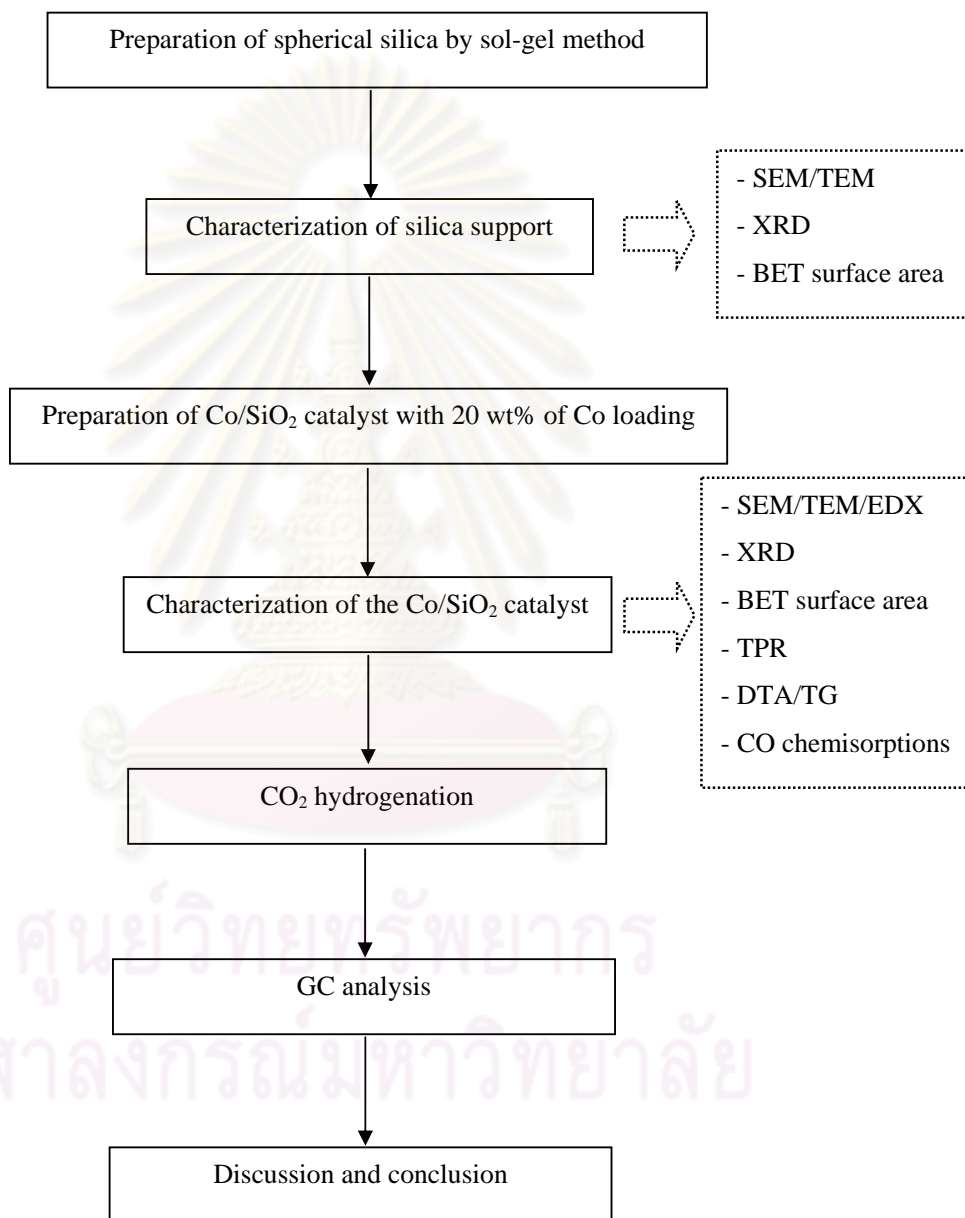 Preparation of spherical silica by sol-gel method
Characterization of silica support
- SEM/TEM
- XRD
- BET surface area
Preparation of Co/SiO₂ catalyst with 20 wt% of Co loading
Characterization of the Co/SiO₂ catalyst
- SEM/TEM/EDX
- XRD
- BET surface area
- TPR
- DTA/TG
- CO chemisorptions
CO₂ hydrogenation
GC analysis
Discussion and conclusion
ศูนย์วิทยทรัพยากร
ฬาลงกรณ์มหาวิทยาลัย